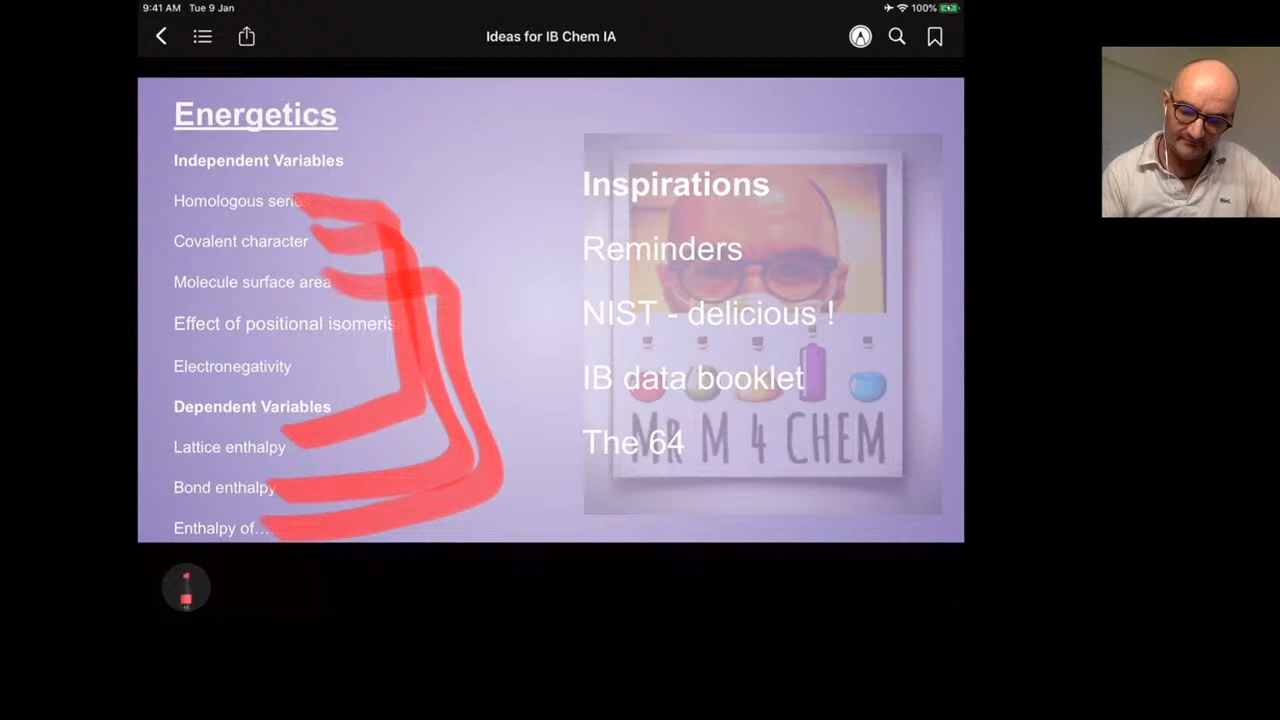 9:41 AM Tue 9 Jan
100%
Ideas for IB Chem IA
Energetics
Independent Variables
Homologous series
Covalent character
Molecule surface area
Effect of positional isomeris
Electronegativity
Dependent Variables
Lattice enthalpy
Bond enthalpy
Enthalpy of....
Inspirations
Reminders
NIST - delicious !
IB data booklet
The 64
MR M 4 CHEM